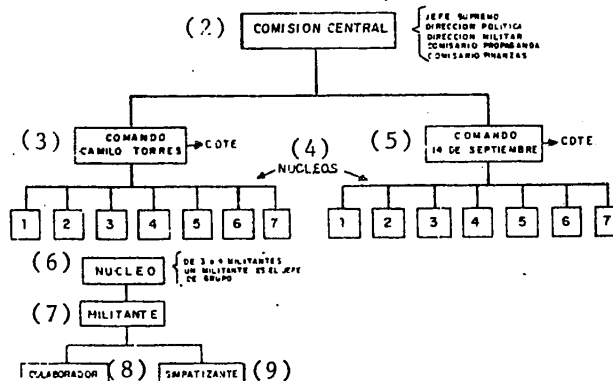 (2) COMISION CENTRAL
JEFE SUPREMO
DIRECCION POLITICA
DIRECCION MILITAR
COMISARIO PROPAGANDA
COMISARIO FINANZAS
(3) COMANDO
CAMILO TORRES
CDTE
(4)
NUCLEOS
(5) COMANDO
14 DE SEPTIEMBRE
CDTE
1 2 3 4 5 6 7
1 2 3 4 5 6 7
(6) NUCLEO
DE 3 a 4 MILITANTES
UN MILITANTE ES EL JEFE
DE GRUPO
(7) MILITANTE
COLABORADOR (8) SIMPATIZANTE (9)